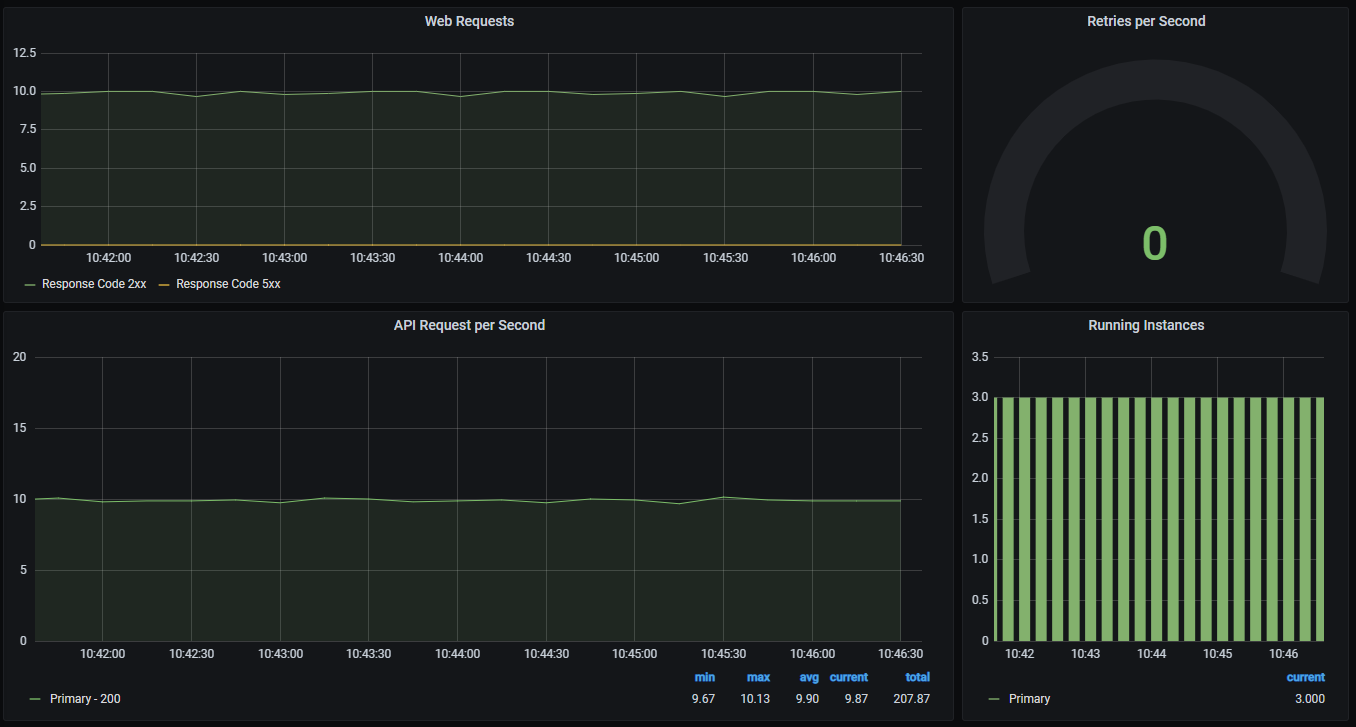 Web Requests
12.5
10.0
7.5
5.0
2.5
0
10:42:00 10:42:30 10:43:00 10:43:30 10:44:00 10:44:30 10:45:00 10:45:30 10:46:00 10:46:30
Response Code 2xx Response Code 5xx
Retries per Second
0
API Request per Second
20
15
10
5
0
10:42:00 10:42:30 10:43:00 10:43:30 10:44:00 10:44:30 10:45:00 10:45:30 10:46:00 10:46:30
min max avg current total
Primary - 200 9.67 10.13 9.90 9.87 207.87
Running Instances
3.5
3.0
2.5
2.0
1.5
1.0
0.5
0
10:42 10:43 10:44 10:45 10:46
current
Primary 3.000